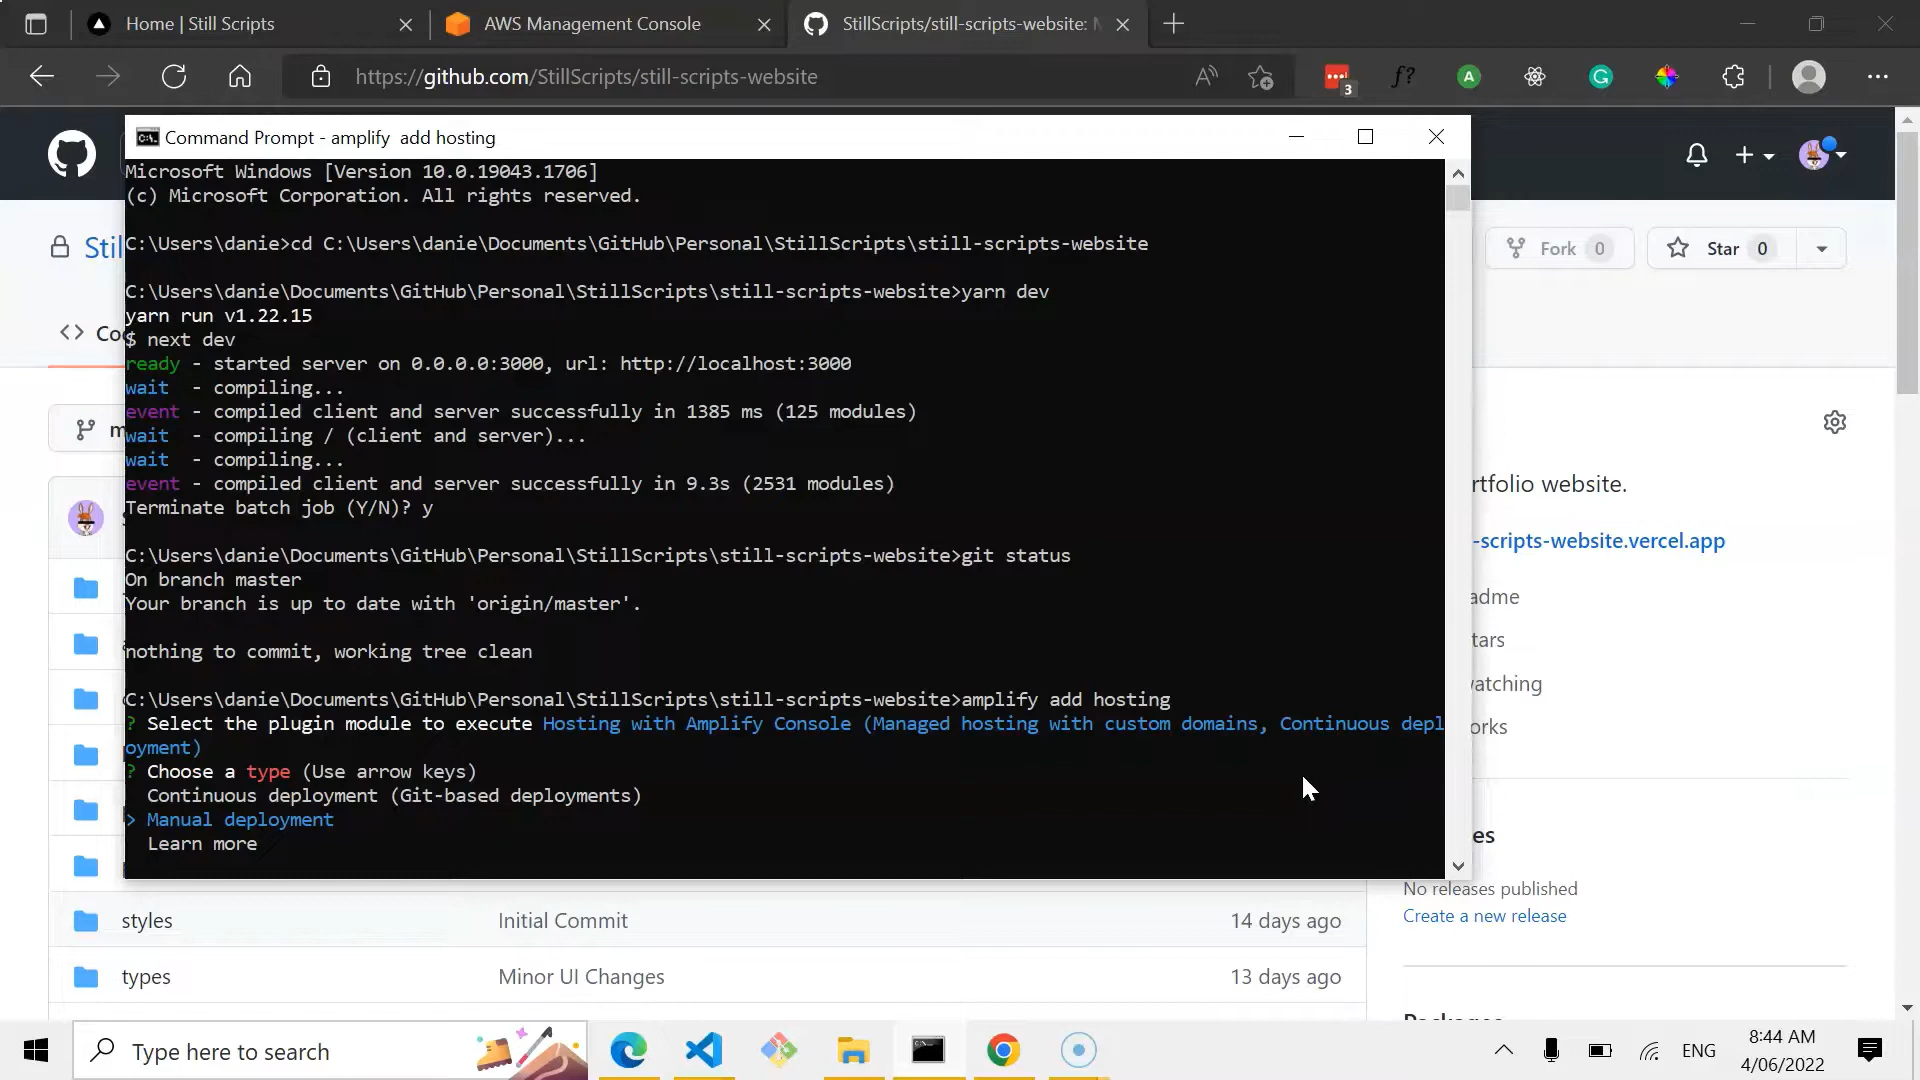 Home | Still Scripts
AWS Management Console
StillScripts/still-scripts-website:
https://github.com/StillScripts/still-scripts-website
3
Command Prompt - amplify  add hosting
Microsoft Windows [Version 10.0.19043.1706]
(c) Microsoft Corporation. All rights reserved.
C:\Users\danie>cd C:\Users\danie\Documents\GitHub\Personal\StillScripts\still-scripts-website
C:\Users\danie\Documents\GitHub\Personal\StillScripts\still-scripts-website>yarn dev
yarn run v1.22.15
$ next dev
ready - started server on 0.0.0.0:3000, url: http://localhost:3000
wait  - compiling...
event - compiled client and server successfully in 1385 ms (125 modules)
wait  - compiling / (client and server)...
wait  - compiling...
event - compiled client and server successfully in 9.3s (2531 modules)
Terminate batch job (Y/N)? y
C:\Users\danie\Documents\GitHub\Personal\StillScripts\still-scripts-website>git status
On branch master
Your branch is up to date with 'origin/master'.
nothing to commit, working tree clean
C:\Users\danie\Documents\GitHub\Personal\StillScripts\still-scripts-website>amplify add hosting
? Select the plugin module to execute Hosting with Amplify Console (Managed hosting with custom domains, Continuous depl
oyment)
? Choose a type (Use arrow keys)
Continuous deployment (Git-based deployments)
> Manual deployment
Learn more
Stil
Fork 0
Star 0
Coc
m
rtfolio website.
-scripts-website.vercel.app
adme
tars
atching
orks
es
No releases published
Create a new release
styles Initial Commit 14 days ago
types Minor UI Changes 13 days ago
Type here to search
ENG
8:44 AM
4/06/2022